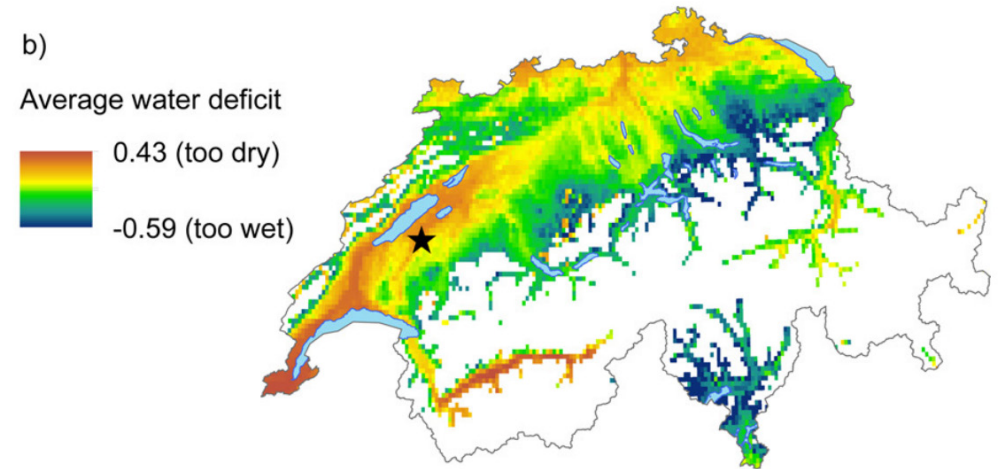 b)
Average water deficit
0.43 (too dry)
-0.59 (too wet)